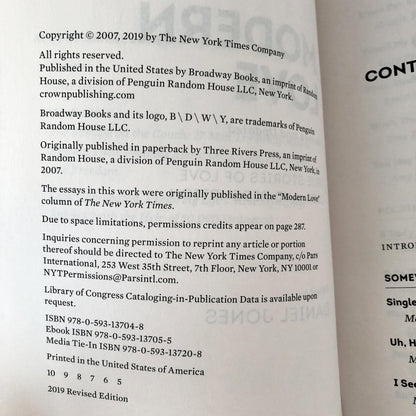 Copyright © 2007, 2019 by The New York Times Company
All rights reserved.
Published in the United States by Broadway Books, an imprint of Random
House, a division of Penguin Random House LLC, New York.
crownpublishing.com
Broadway Books and its logo, B \ D \ W \ Y, are trademarks of Penguin
Random House LLC.
Originally published in paperback by Three Rivers Press, an imprint of
Random House, a division of Penguin Random House LLC, New York, in
2007.
The essays in this work were originally published in the "Modern Love"
column of The New York Times.
Due to space limitations, permissions credits appear on page 287.
Inquiries concerning permission to reprint any article or portion
thereof should be directed to The New York Times Company, c/o Pars
International, 253 West 35th Street, 7th Floor, New York, NY 10001 or
NYTPermissions@Parsintl.com.
Library of Congress Cataloging-in-Publication Data is available upon
request.
ISBN 978-0-593-13704-8
Ebook ISBN 978-0-593-13705-5
Media Tie-In ISBN 978-0-593-13720-8
Printed in the United States of America
10 9 8 7 6 5
2019 Revised Edition
CONT
INTRO
SOMEW
Single
M
Uh, H
M
I See